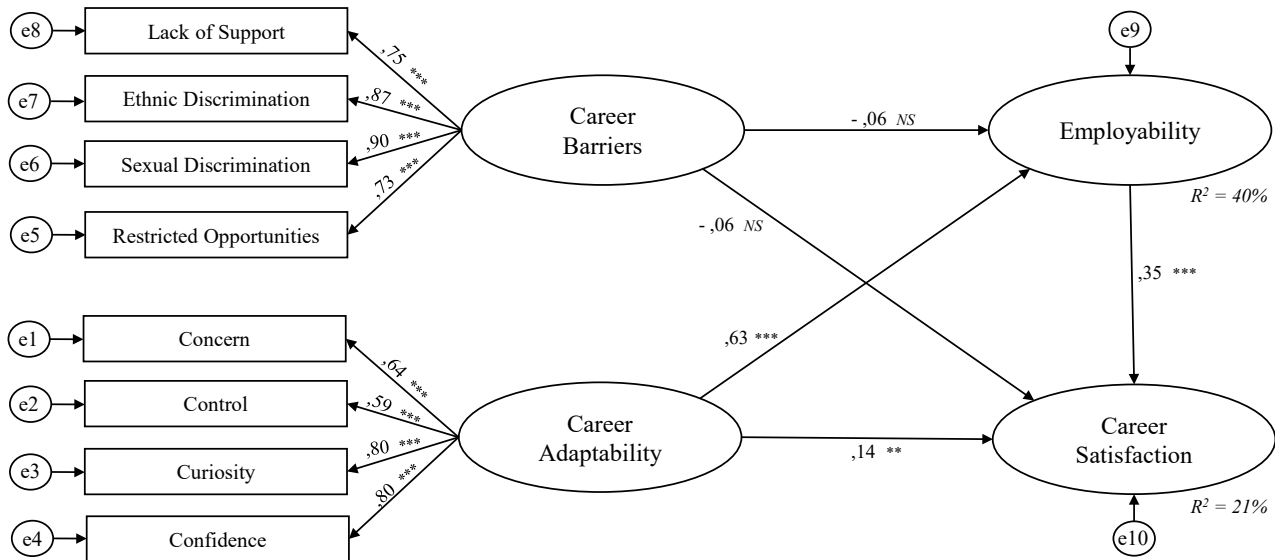 e8
Lack of Support
,75 ***
e7
Ethnic Discrimination
,87 ***
e6
Sexual Discrimination
,90 ***
e5
Restricted Opportunities
,73 ***
Career
Barriers
- ,06 NS
- ,06 NS
e9
Employability
R² = 40%
,35 ***
e1
Concern
,64 ***
e2
Control
,59 ***
e3
Curiosity
,80 ***
e4
Confidence
,80 ***
Career
Adaptability
,63 ***
,14 **
Career
Satisfaction
R² = 21%
e10